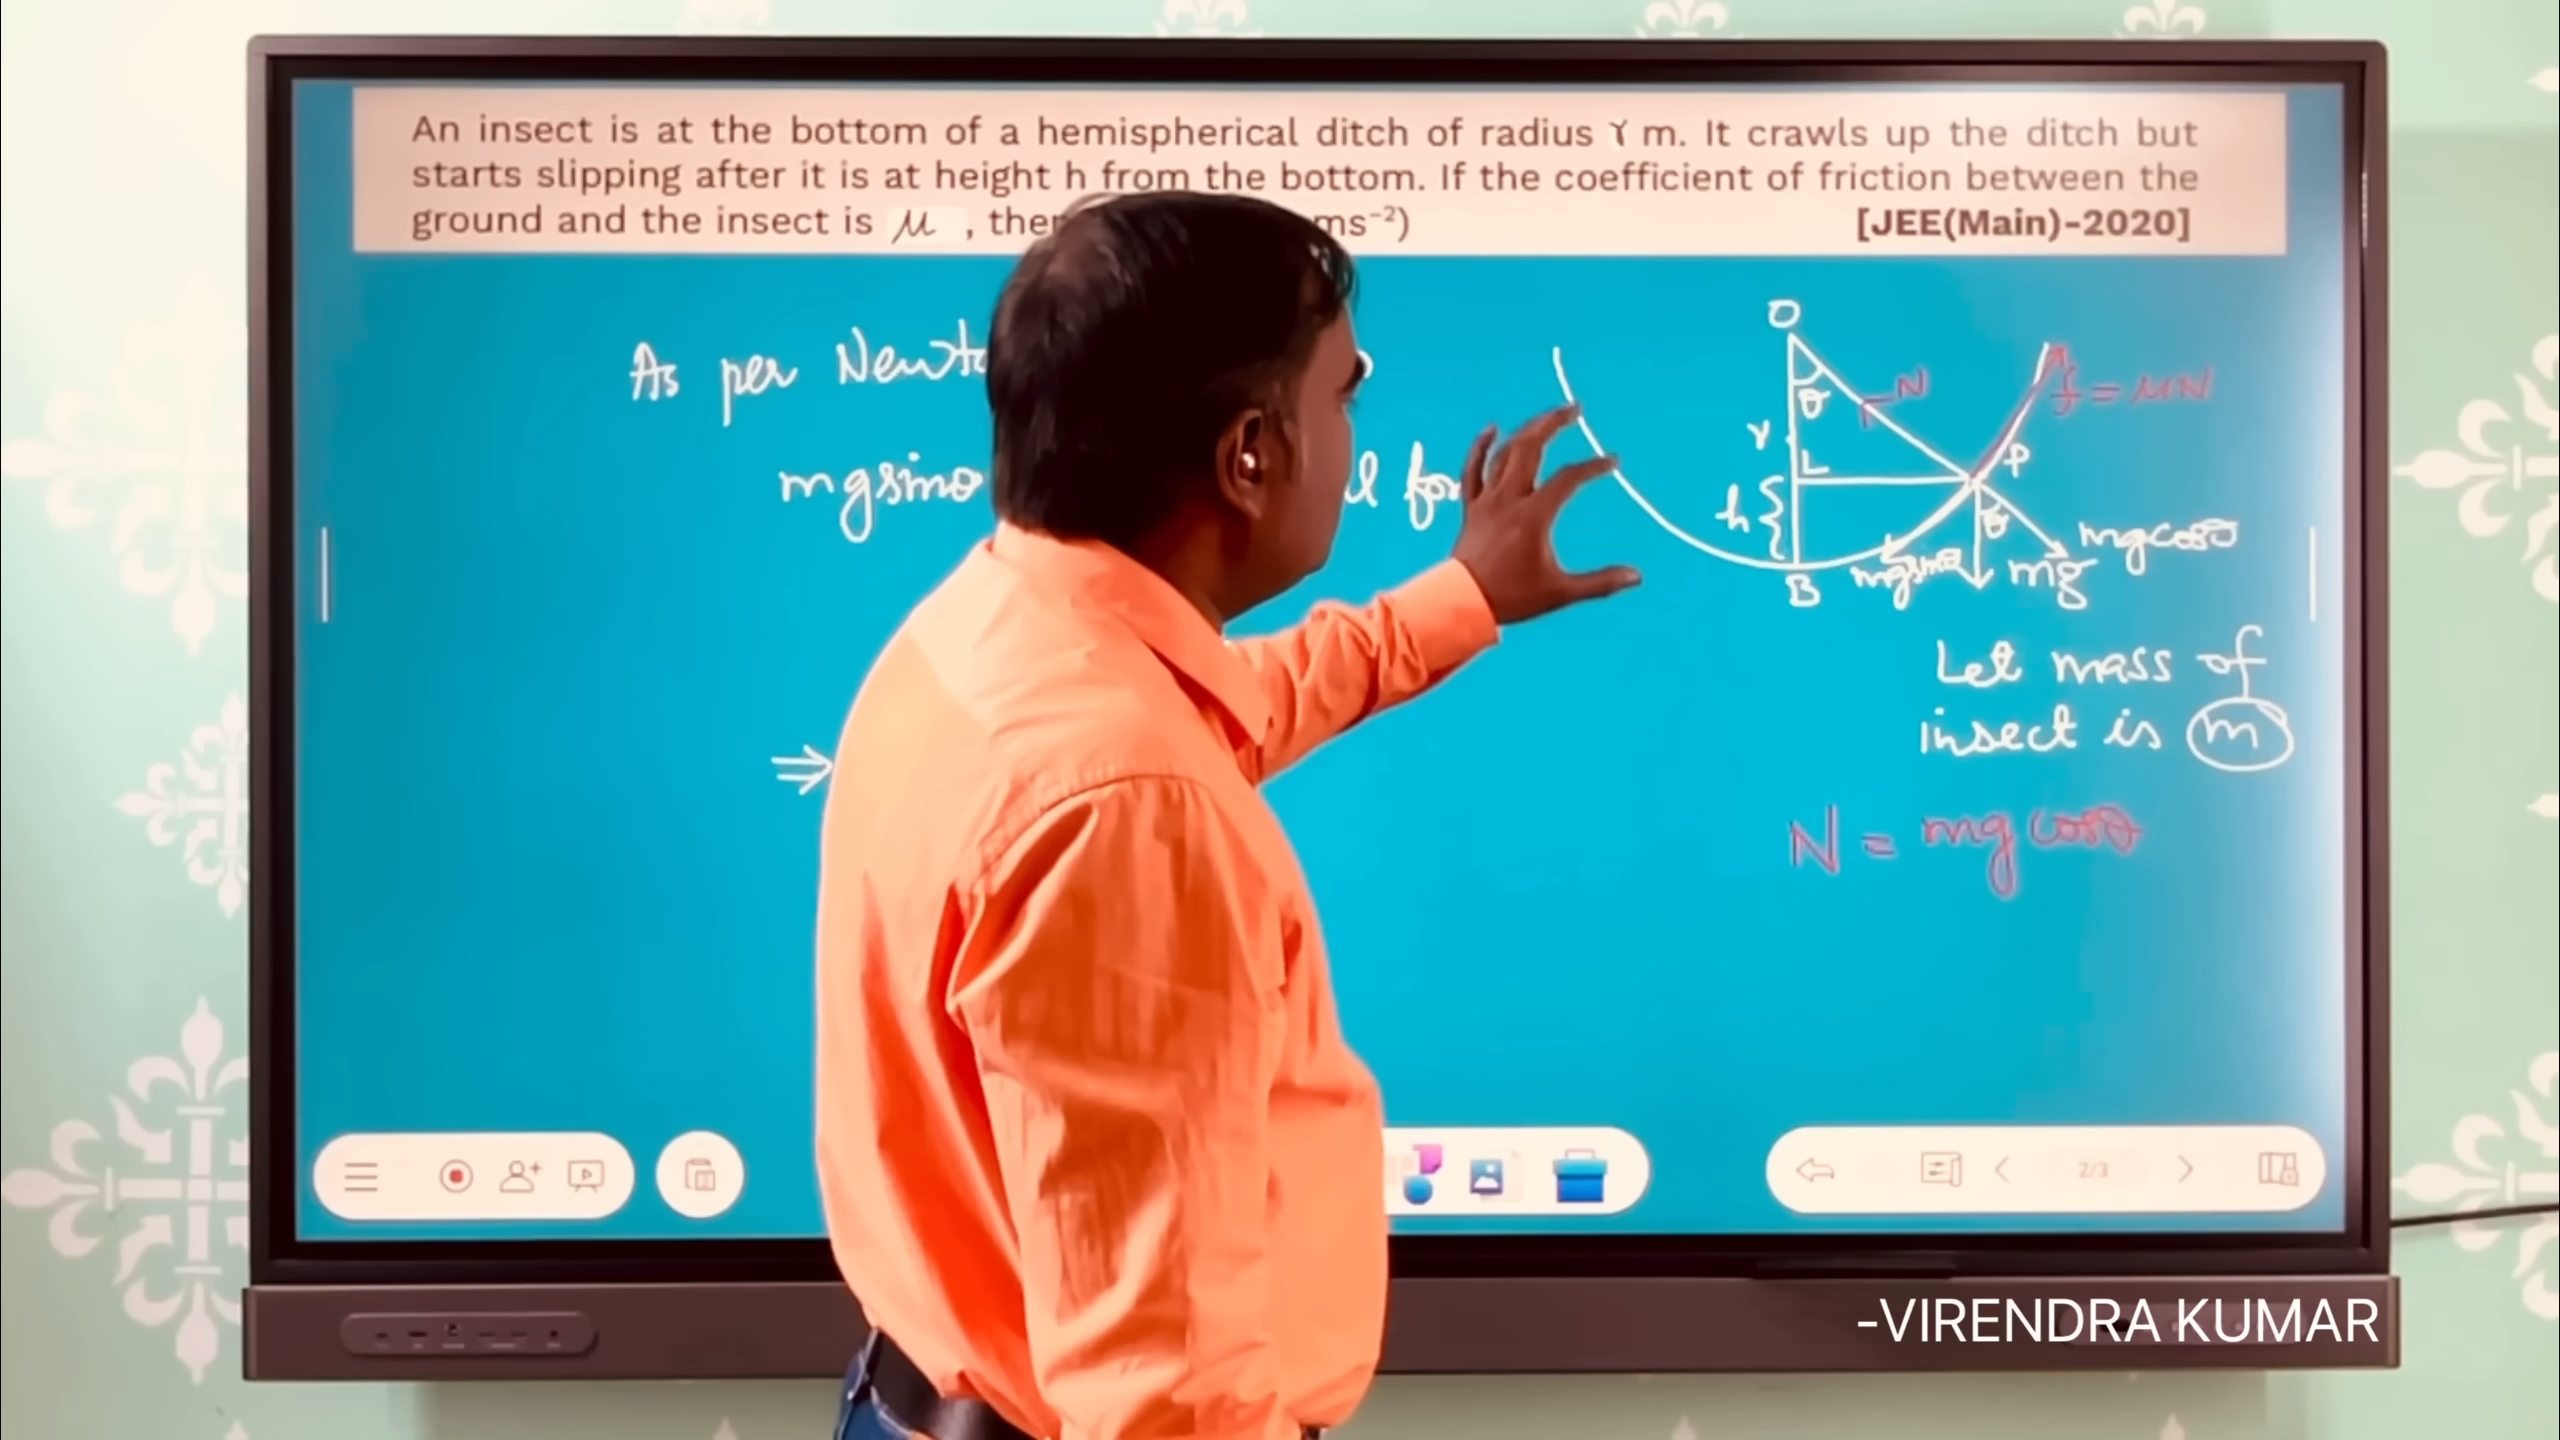 An insect is at the bottom of a hemispherical ditch of radius r m. It crawls up the ditch but
starts slipping after it is at height h from the bottom. If the coefficient of friction between the
ground and the insect is μ , ms⁻²) [JEE(Main)-2020]
As per
mgsinθ
⇒
O
θ
N
f = μN
r
L
P
h
θ
mgcosθ
mgsinθ
mg
B
Let mass of
insect is m
N = mg cosθ
2/3
-VIRENDRA KUMAR